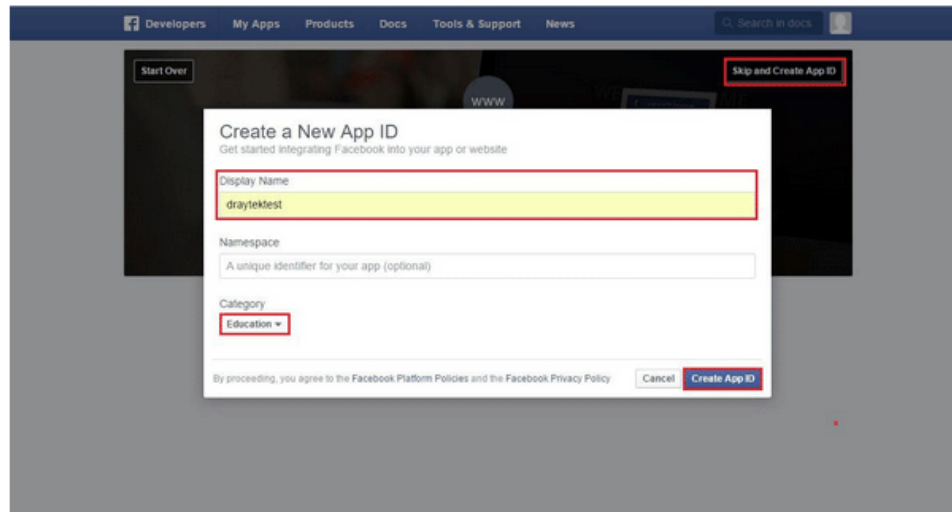 Developers My Apps Products Docs Tools & Support News Search in docs
Start Over Skip and Create App ID
www
Create a New App ID
Get started integrating Facebook into your app or website
Display Name
draytektest
Namespace
A unique identifier for your app (optional)
Category
Education
By proceeding, you agree to the Facebook Platform Policies and the Facebook Privacy Policy Cancel Create App ID